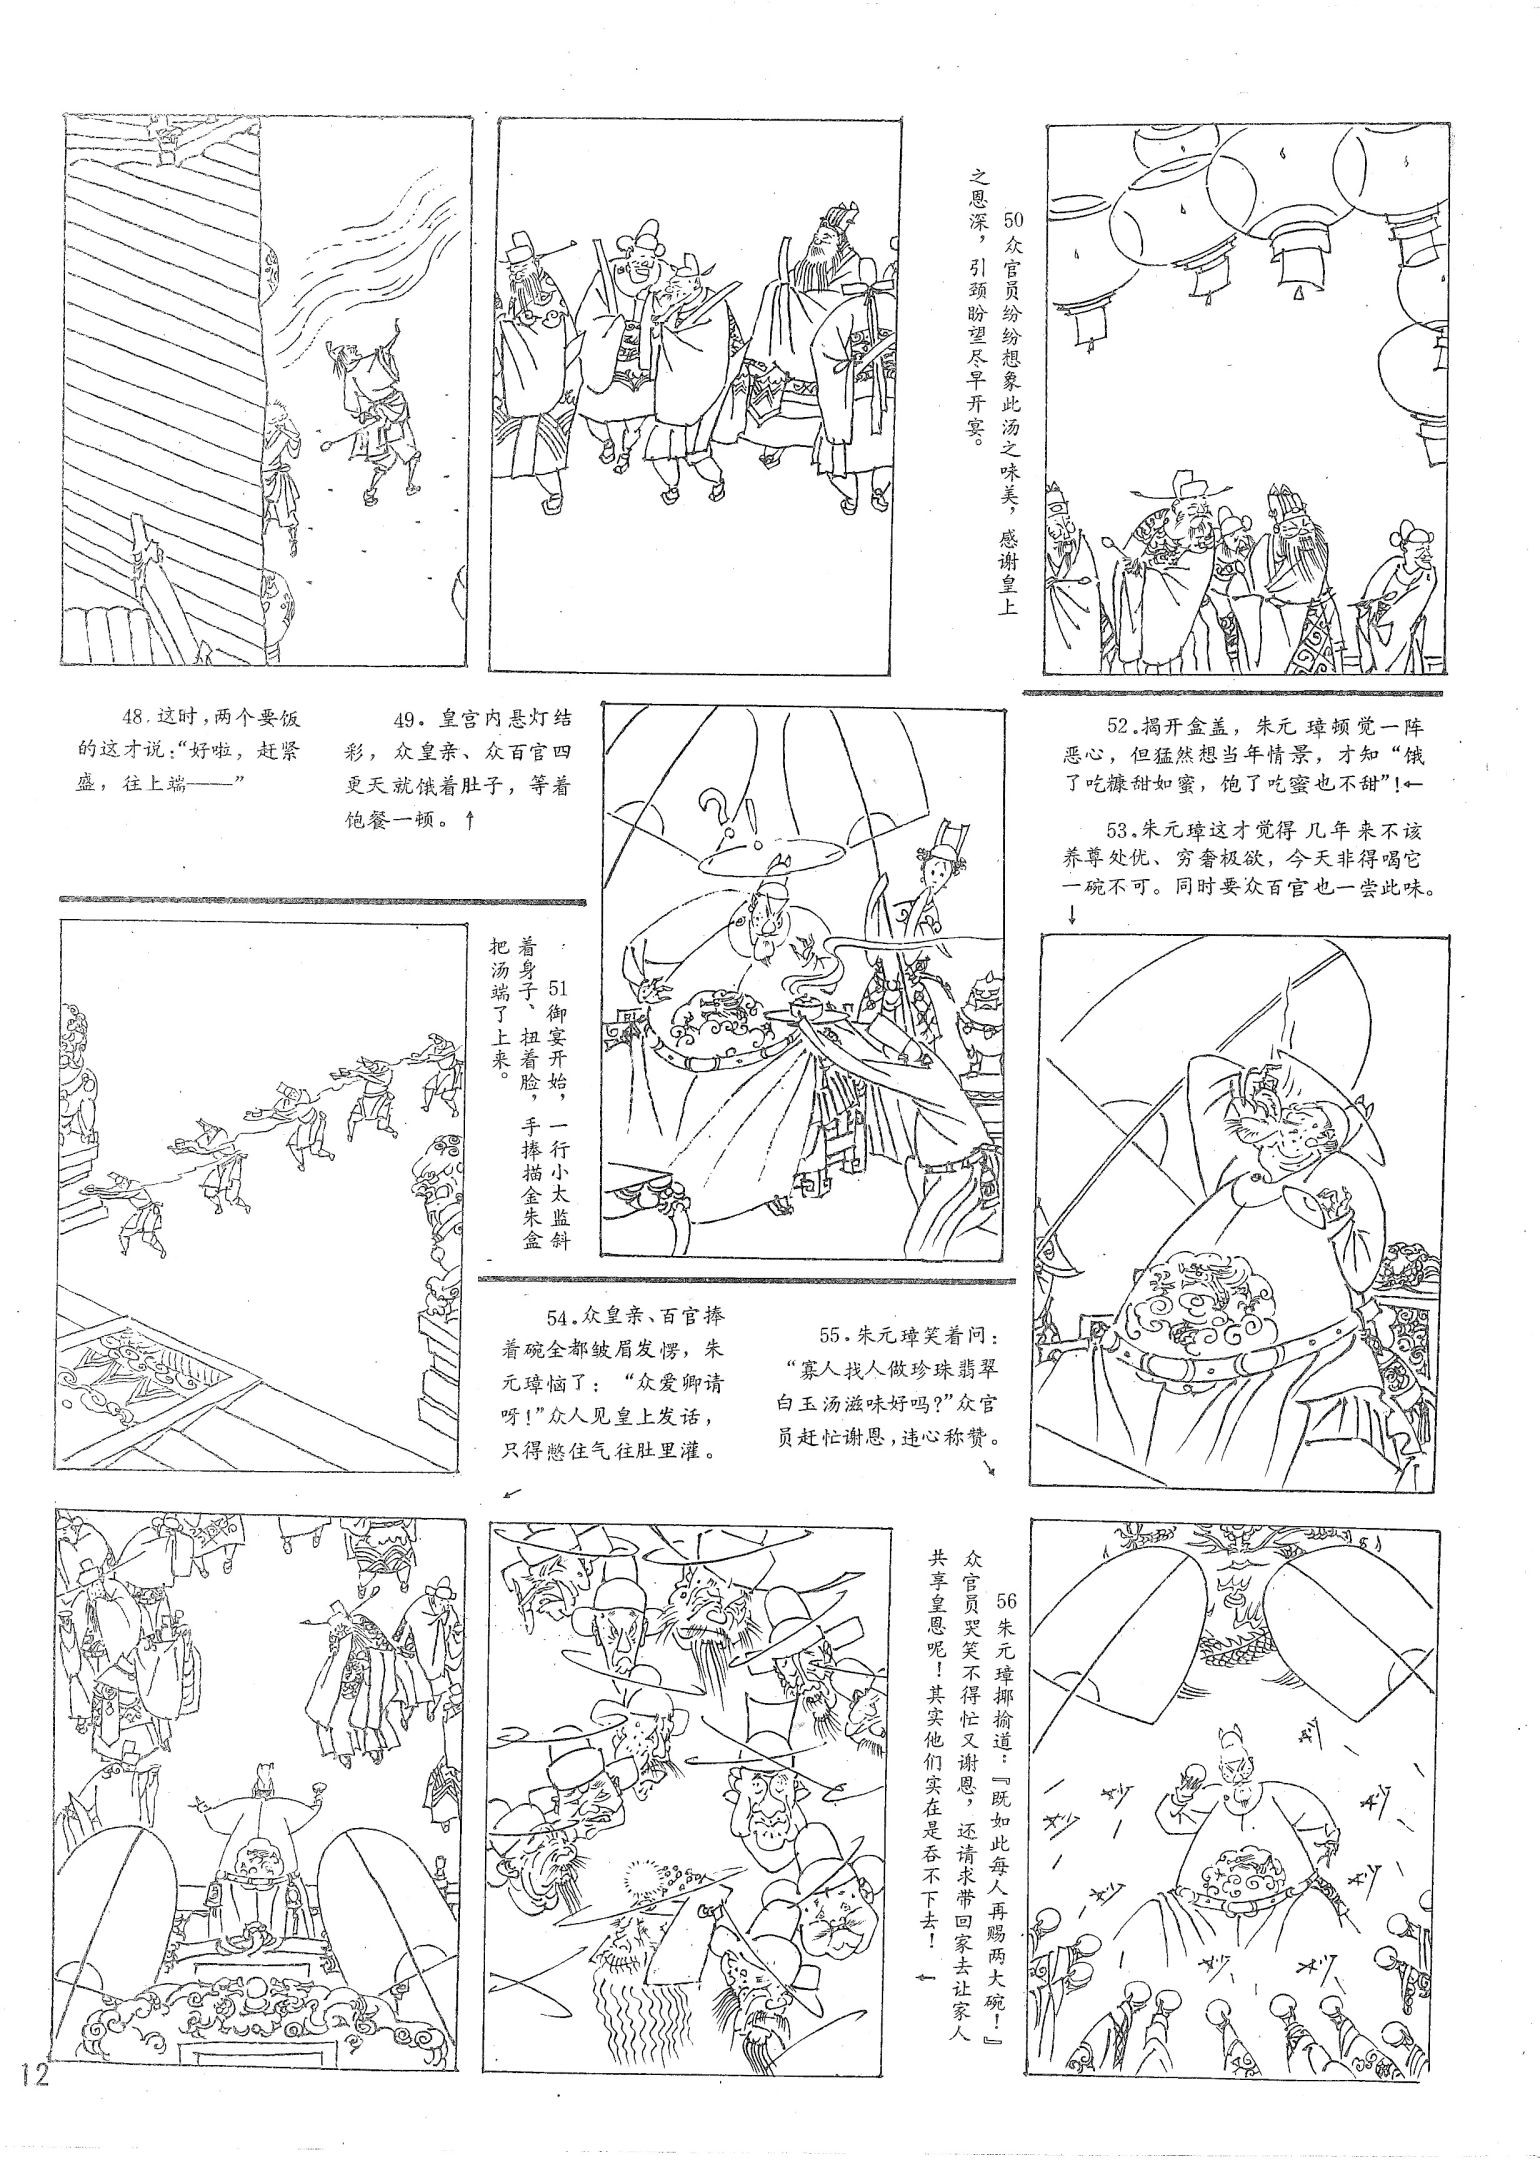 48.这时，两个要饭
的这才说：“好啦，赶紧
盛，往上端——”
49。皇宫内悬灯结
彩，众皇亲、众百官四
更天就饿着肚子，等着
饱餐一顿。↑
50众官员纷纷想象此汤之味美，感谢皇上
之恩深，引颈盼望尽早开宴。
51御宴开始，一行小太监斜
着身子、扭着脸，手捧描金朱盒
把汤端了上来。
52。揭开盒盖，朱元璋顿觉一阵
恶心，但猛然想当年情景，才知“饿
了吃糠甜如蜜，饱了吃蜜也不甜”！←
53。朱元璋这才觉得几年来不该
养尊处优、穷奢极欲，今天非得喝它
一碗不可。同时要众百官也一尝此味。
↓
?!
54。众皇亲、百官捧
着碗全都皱眉发愣，朱
元璋恼了：“众爱卿请
呀！”众人见皇上发话，
只得憋住气往肚里灌。
↙
55。朱元璋笑着问：
“寡人找人做珍珠翡翠
白玉汤滋味好吗？”众官
员赶忙谢恩，违心称赞。
↘
56朱元璋揶揄道：『既如此每人再赐两大碗！』
众官员哭笑不得忙又谢恩，还请求带回家去让家人
共享皇恩呢！其实他们实在是吞不下去！
←
12